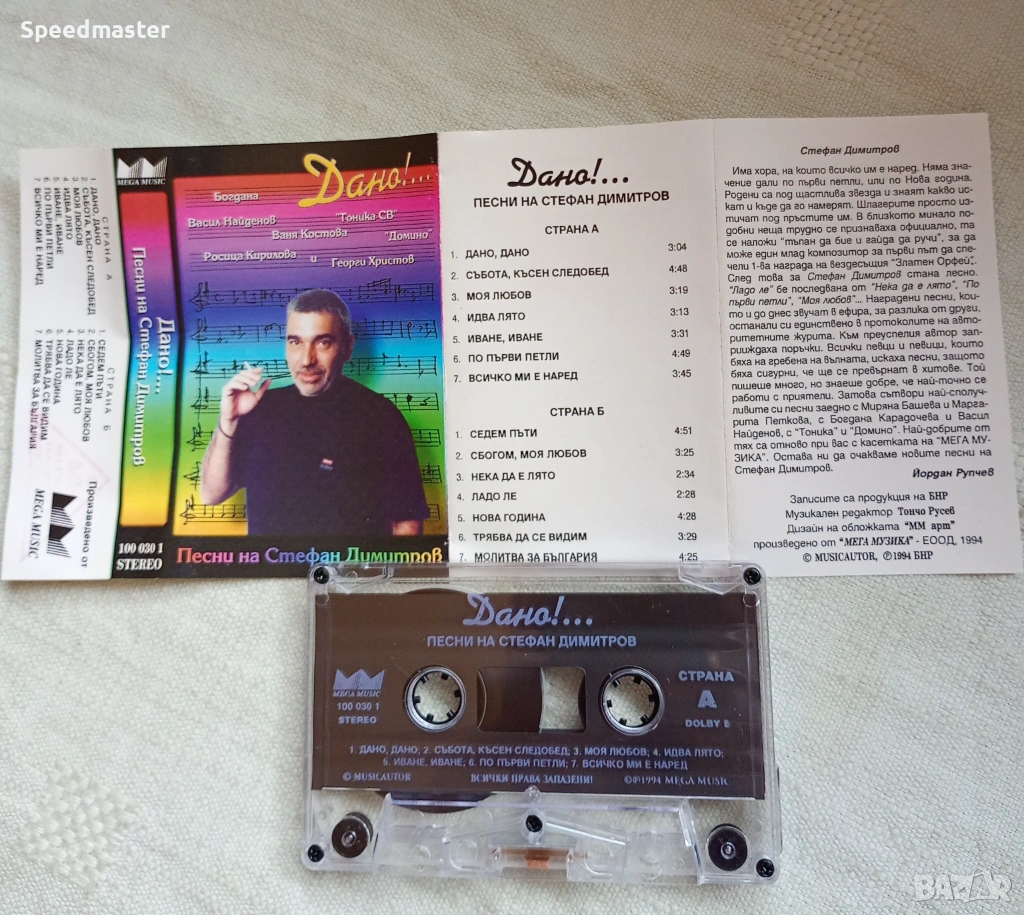 Speedmaster
СТРАНА А
1. ДАНО, ДАНО
2. СЪБОТА, КЪСЕН СЛЕДОБЕД
3. МОЯ ЛЮБОВ
4. ИДВА ЛЯТО
5. ИВАНЕ, ИВАНЕ
6. ПО ПЪРВИ ПЕТЛИ
7. ВСИЧКО МИ Е НАРЕД
СТРАНА Б
1. СЕДЕМ ПЪТИ
2. СБОГОМ, МОЯ ЛЮБОВ
3. НЕКА ДА Е ЛЯТО
4. ЛАДО ЛЕ
5. НОВА ГОДИНА
6. ТРЯБВА ДА СЕ ВИДИМ
7. МОЛИТВА ЗА БЪЛГАРИЯ
Произведено от
MEGA MUSIC
MEGA MUSIC
Дано!....
Песни на Стефан Димитров
100 030 1
STEREO
Дано!....
Богдана
Васил Найденов "Тоника-СВ"
Ваня Костова "Домино"
Росица Кирилова и Георги Христов
Песни на Стефан Димитров
Дано!...
ПЕСНИ НА СТЕФАН ДИМИТРОВ
СТРАНА А
1. ДАНО, ДАНО 3:04
2. СЪБОТА, КЪСЕН СЛЕДОБЕД 4:48
3. МОЯ ЛЮБОВ 3:19
4. ИДВА ЛЯТО 3:13
5. ИВАНЕ, ИВАНЕ 3:31
6. ПО ПЪРВИ ПЕТЛИ 4:49
7. ВСИЧКО МИ Е НАРЕД 3:45
СТРАНА Б
1. СЕДЕМ ПЪТИ 4:51
2. СБОГОМ, МОЯ ЛЮБОВ 3:25
3. НЕКА ДА Е ЛЯТО 2:34
4. ЛАДО ЛЕ 2:28
5. НОВА ГОДИНА 4:28
6. ТРЯБВА ДА СЕ ВИДИМ 3:29
7. МОЛИТВА ЗА БЪЛГАРИЯ 4:25
Стефан Димитров
Има хора, на които всичко им е наред. Няма зна-
чение дали по първи петли, или по Нова година.
Родени са под щастлива звезда и знаят какво ис-
кат и къде да го намерят. Шлагерите просто из-
тичат под пръстите им. В близкото минало по-
добни неща трудно се признаваха официално, та
се наложи "тъпан да бие и гайда да ручи", за да
може един млад композитор за първи път да спе-
чели 1-ва награда на вездесъщия "Златен Орфей".
След това за Стефан Димитров стана лесно.
"Ладо ле" бе последвана от "Нека да е лято", "По
първи петли", "Моя любов"... Наградени песни, кои-
то и до днес звучат в ефира, за разлика от други,
останали си единствено в протоколите на авто-
ритетните журита. Към преуспелия автор запри-
иждаха поръчки. Всички певци и певици, които
бяха на гребена на вълната, искаха песни, защото
бяха сигурни, че ще се превърнат в хитове. Той
пишеше много, но знаеше добре, че най-точно се
работи с приятели. Затова сътвори най-сполуч-
ливите си песни заедно с Миряна Башева и Марга-
рита Петкова, с Богдана Карадочева и Васил
Найденов, с "Тоника" и "Домино". Най-добрите от
тях са отново при вас с касетката на "МЕГА МУ-
ЗИКА". Остава ни да очакваме новите песни на
Стефан Димитров.
Йордан Рупчев
Записите са продукция на БНР
Музикален редактор Тончо Русев
Дизайн на обложката "ММ арт"
произведено от "МЕГА МУЗИКА" - ЕООД, 1994
© MUSICAUTOR, ℗1994 БНР
Дано!...
ПЕСНИ НА СТЕФАН ДИМИТРОВ
MEGA MUSIC
100 030 1
STEREO
СТРАНА
A
DOLBY B
1. ДАНО, ДАНО; 2. СЪБОТА, КЪСЕН СЛЕДОБЕД; 3. МОЯ ЛЮБОВ; 4. ИДВА ЛЯТО;
5. ИВАНЕ, ИВАНЕ; 6. ПО ПЪРВИ ПЕТЛИ; 7. ВСИЧКО МИ Е НАРЕД
© MUSICAUTOR ВСИЧКИ ПРАВА ЗАПАЗЕНИ! ©℗1994 MEGA MUSIC
BAZAR